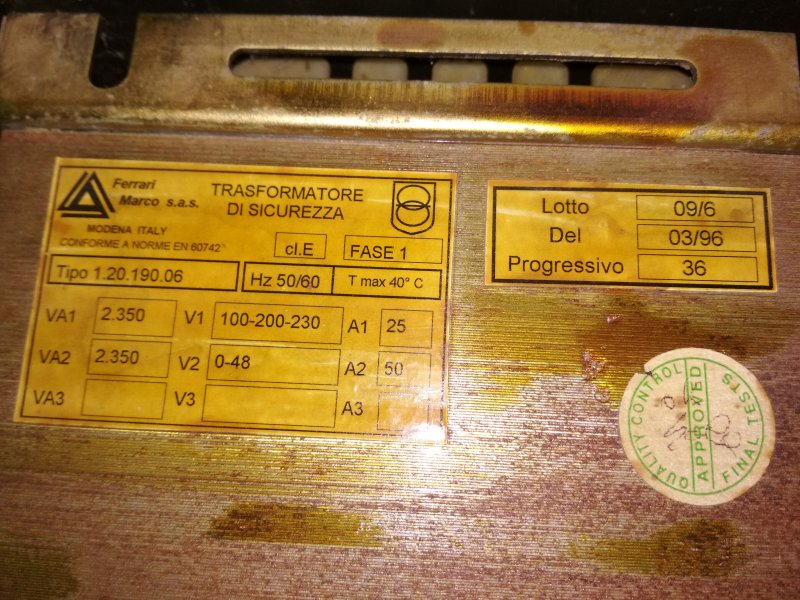 Ferrari
Marco s.a.s.
MODENA ITALY
CONFORME A NORME EN 60742
TRASFORMATORE
DI SICUREZZA
cl.E FASE 1
Tipo 1.20.190.06 Hz 50/60 T max 40° C
VA1 2.350 V1 100-200-230 A1 25
VA2 2.350 V2 0-48 A2 50
VA3 V3 A3
Lotto 09/6
Del 03/96
Progressivo 36
QUALITY CONTROL
APPROVED
FINAL TESTS